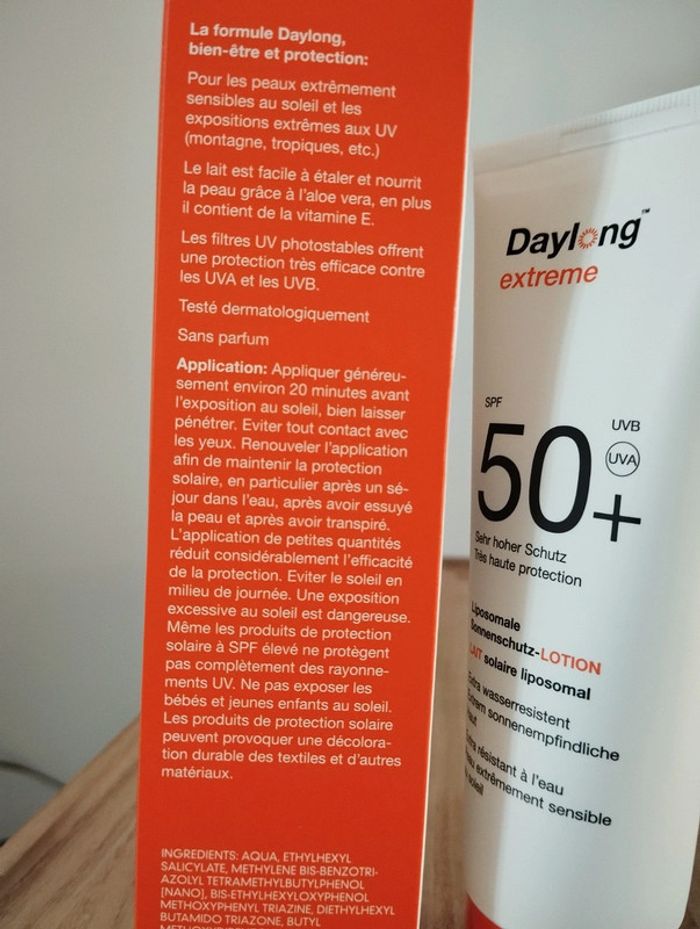 La formule Daylong,
bien-être et protection:
Pour les peaux extrêmement
sensibles au soleil et les
expositions extrêmes aux UV
(montagne, tropiques, etc.)
Le lait est facile à étaler et nourrit
la peau grâce à l'aloe vera, en plus
il contient de la vitamine E.
Les filtres UV photostables offrent
une protection très efficace contre
les UVA et les UVB.
Testé dermatologiquement
Sans parfum
Application: Appliquer généreu-
sement environ 20 minutes avant
l'exposition au soleil, bien laisser
pénétrer. Eviter tout contact avec
les yeux. Renouveler l'application
afin de maintenir la protection
solaire, en particulier après un sé-
jour dans l'eau, après avoir essuyé
la peau et après avoir transpiré.
L'application de petites quantités
réduit considérablement l'efficacité
de la protection. Eviter le soleil en
milieu de journée. Une exposition
excessive au soleil est dangereuse.
Même les produits de protection
solaire à SPF élevé ne protègent
pas complètement des rayonne-
ments UV. Ne pas exposer les
bébés et jeunes enfants au soleil.
Les produits de protection solaire
peuvent provoquer une décolora-
tion durable des textiles et d'autres
matériaux.
INGREDIENTS: AQUA, ETHYLHEXYL
SALICYLATE, METHYLENE BIS-BENZOTRI-
AZOLYL TETRAMETHYLBUTYLPHENOL
[NANO], BIS-ETHYLHEXYLOXYPHENOL
METHOXYPHENYL TRIAZINE, DIETHYLHEXYL
BUTAMIDO TRIAZONE, BUTYL
Daylong™
extreme
SPF
50+
UVB
UVA
Sehr hoher Schutz
Très haute protection
Liposomale
Sonnenschutz-LOTION
LAIT solaire liposomal
Extra wasserresistent
Extrem sonnenempfindliche
Haut
Extra résistant à l'eau
Peau extrêmement sensible
soleil